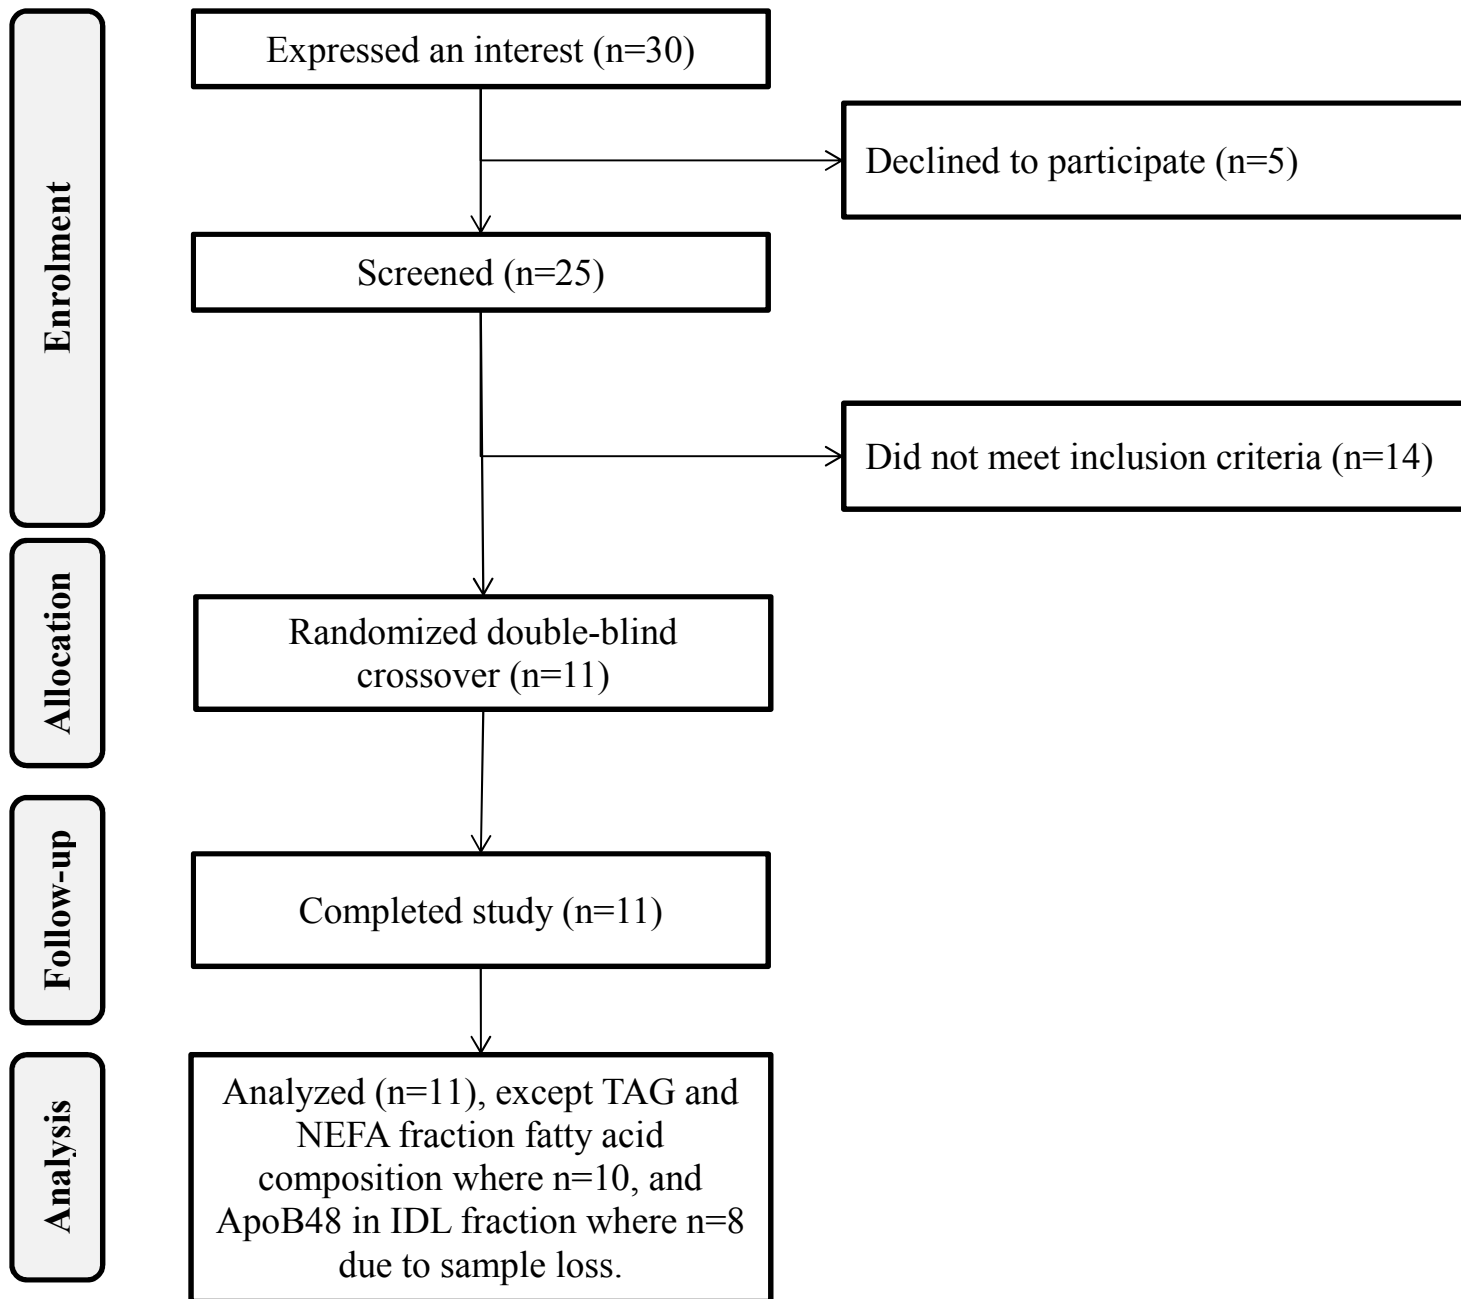 Enrolment
Expressed an interest (n=30)
Declined to participate (n=5)
Screened (n=25)
Did not meet inclusion criteria (n=14)
Allocation
Randomized double-blind
crossover (n=11)
Follow-up
Completed study (n=11)
Analysis
Analyzed (n=11), except TAG and
NEFA fraction fatty acid
composition where n=10, and
ApoB48 in IDL fraction where n=8
due to sample loss.